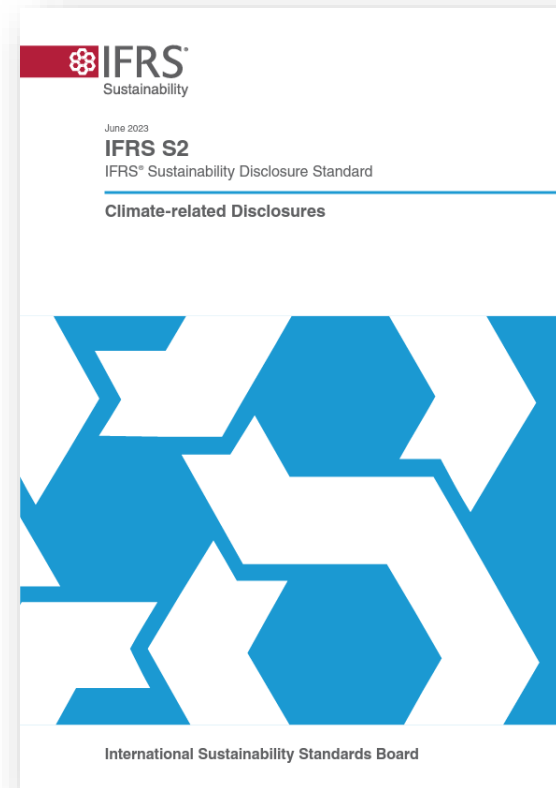 IFRS®
Sustainability
June 2023
IFRS S2
IFRS® Sustainability Disclosure Standard
Climate-related Disclosures
International Sustainability Standards Board